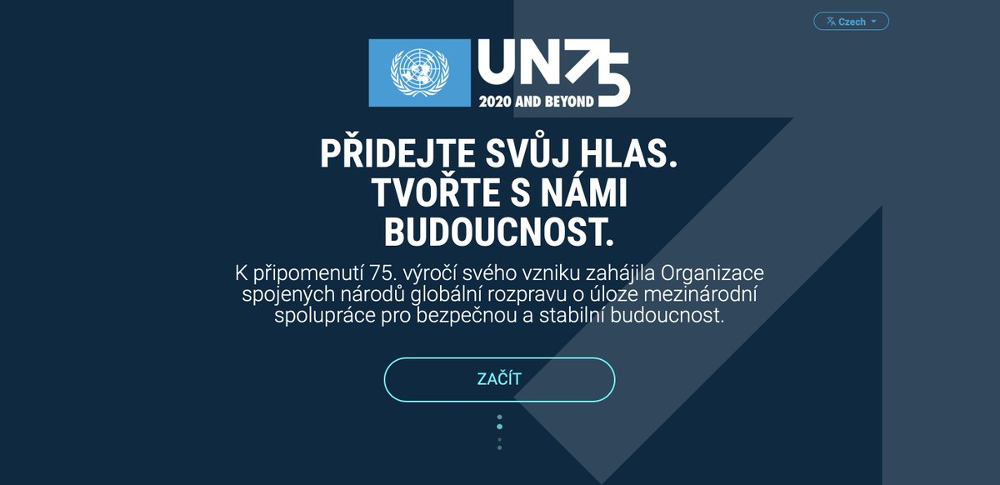 Czech
UN75
2020 AND BEYOND
PŘIDEJTE SVŮJ HLAS.
TVOŘTE S NÁMI
BUDOUCNOST.
K připomenutí 75. výročí svého vzniku zahájila Organizace
spojených národů globální rozpravu o úloze mezinárodní
spolupráce pro bezpečnou a stabilní budoucnost.
ZAČÍT